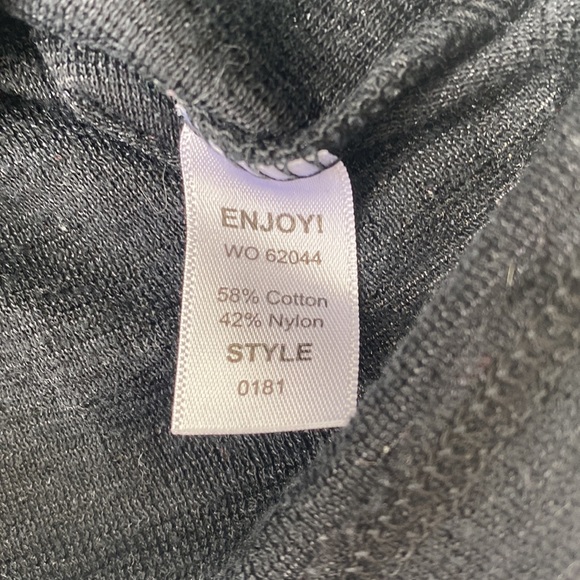 ENJOY!
WO 62044
58% Cotton
42% Nylon
STYLE
0181